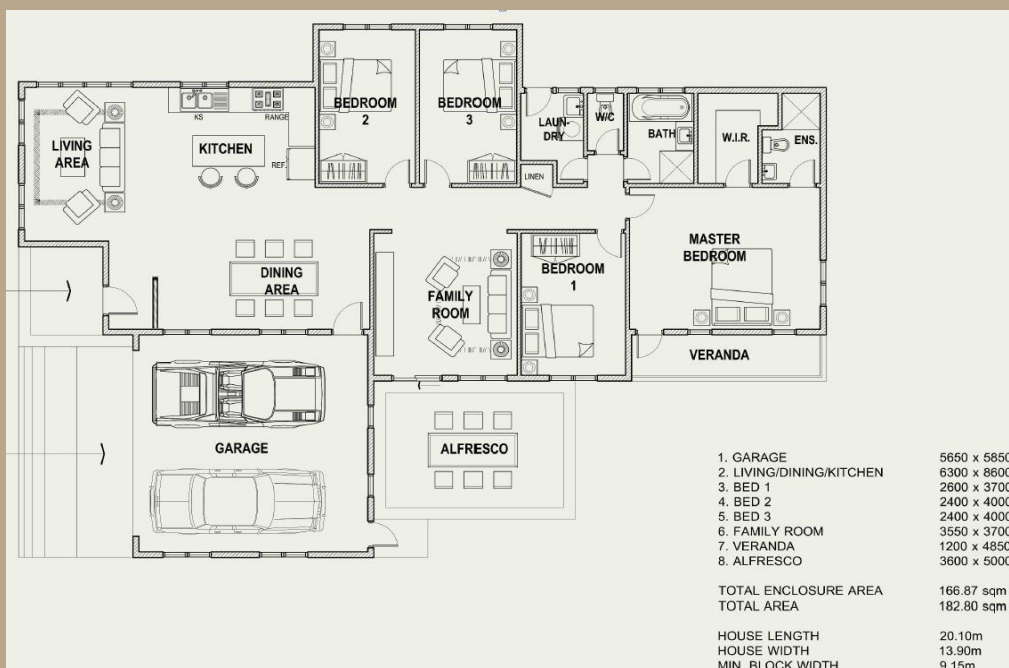 BEDROOM
2
BEDROOM
3
LAUN-
DRY
W/C
BATH
W.I.R.
ENS.
LIVING
AREA
KS
RANGE
KITCHEN
REF.
LINEN
MASTER
BEDROOM
DINING
AREA
FAMILY
ROOM
BEDROOM
1
VERANDA
GARAGE
ALFRESCO
1. GARAGE 5650 x 5850
2. LIVING/DINING/KITCHEN 6300 x 8600
3. BED 1 2600 x 3700
4. BED 2 2400 x 4000
5. BED 3 2400 x 4000
6. FAMILY ROOM 3550 x 3700
7. VERANDA 1200 x 4850
8. ALFRESCO 3600 x 5000
TOTAL ENCLOSURE AREA 166.87 sqm
TOTAL AREA 182.80 sqm
HOUSE LENGTH 20.10m
HOUSE WIDTH 13.90m
MIN. BLOCK WIDTH 9.15m